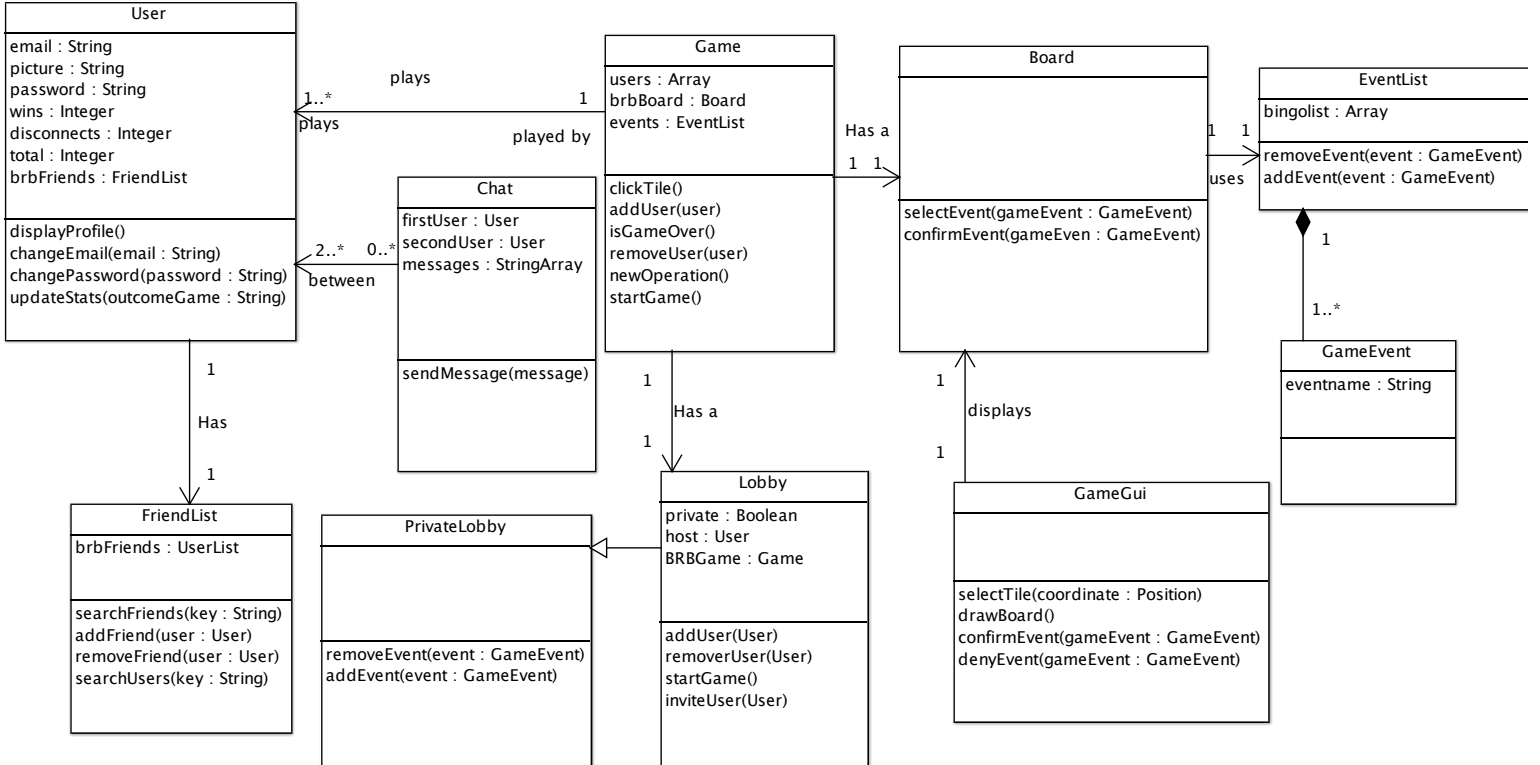 User
email : String
picture : String
password : String
wins : Integer
disconnects : Integer
total : Integer
brbFriends : FriendList
displayProfile()
changeEmail(email : String)
changePassword(password : String)
updateStats(outcomeGame : String)
plays
1..*
1
plays
played by
Game
users : Array
brbBoard : Board
events : EventList
clickTile()
addUser(user)
isGameOver()
removeUser(user)
newOperation()
startGame()
Has a
1 1
Board
selectEvent(gameEvent : GameEvent)
confirmEvent(gameEven : GameEvent)
1 1
uses
EventList
bingolist : Array
removeEvent(event : GameEvent)
addEvent(event : GameEvent)
1
1..*
GameEvent
eventname : String
Chat
firstUser : User
secondUser : User
messages : StringArray
sendMessage(message)
2..* 0..*
between
1
Has
1
FriendList
brbFriends : UserList
searchFriends(key : String)
addFriend(user : User)
removeFriend(user : User)
searchUsers(key : String)
PrivateLobby
removeEvent(event : GameEvent)
addEvent(event : GameEvent)
1
Has a
1
Lobby
private : Boolean
host : User
BRBGame : Game
addUser(User)
removerUser(User)
startGame()
inviteUser(User)
1
displays
1
GameGui
selectTile(coordinate : Position)
drawBoard()
confirmEvent(gameEvent : GameEvent)
denyEvent(gameEvent : GameEvent)